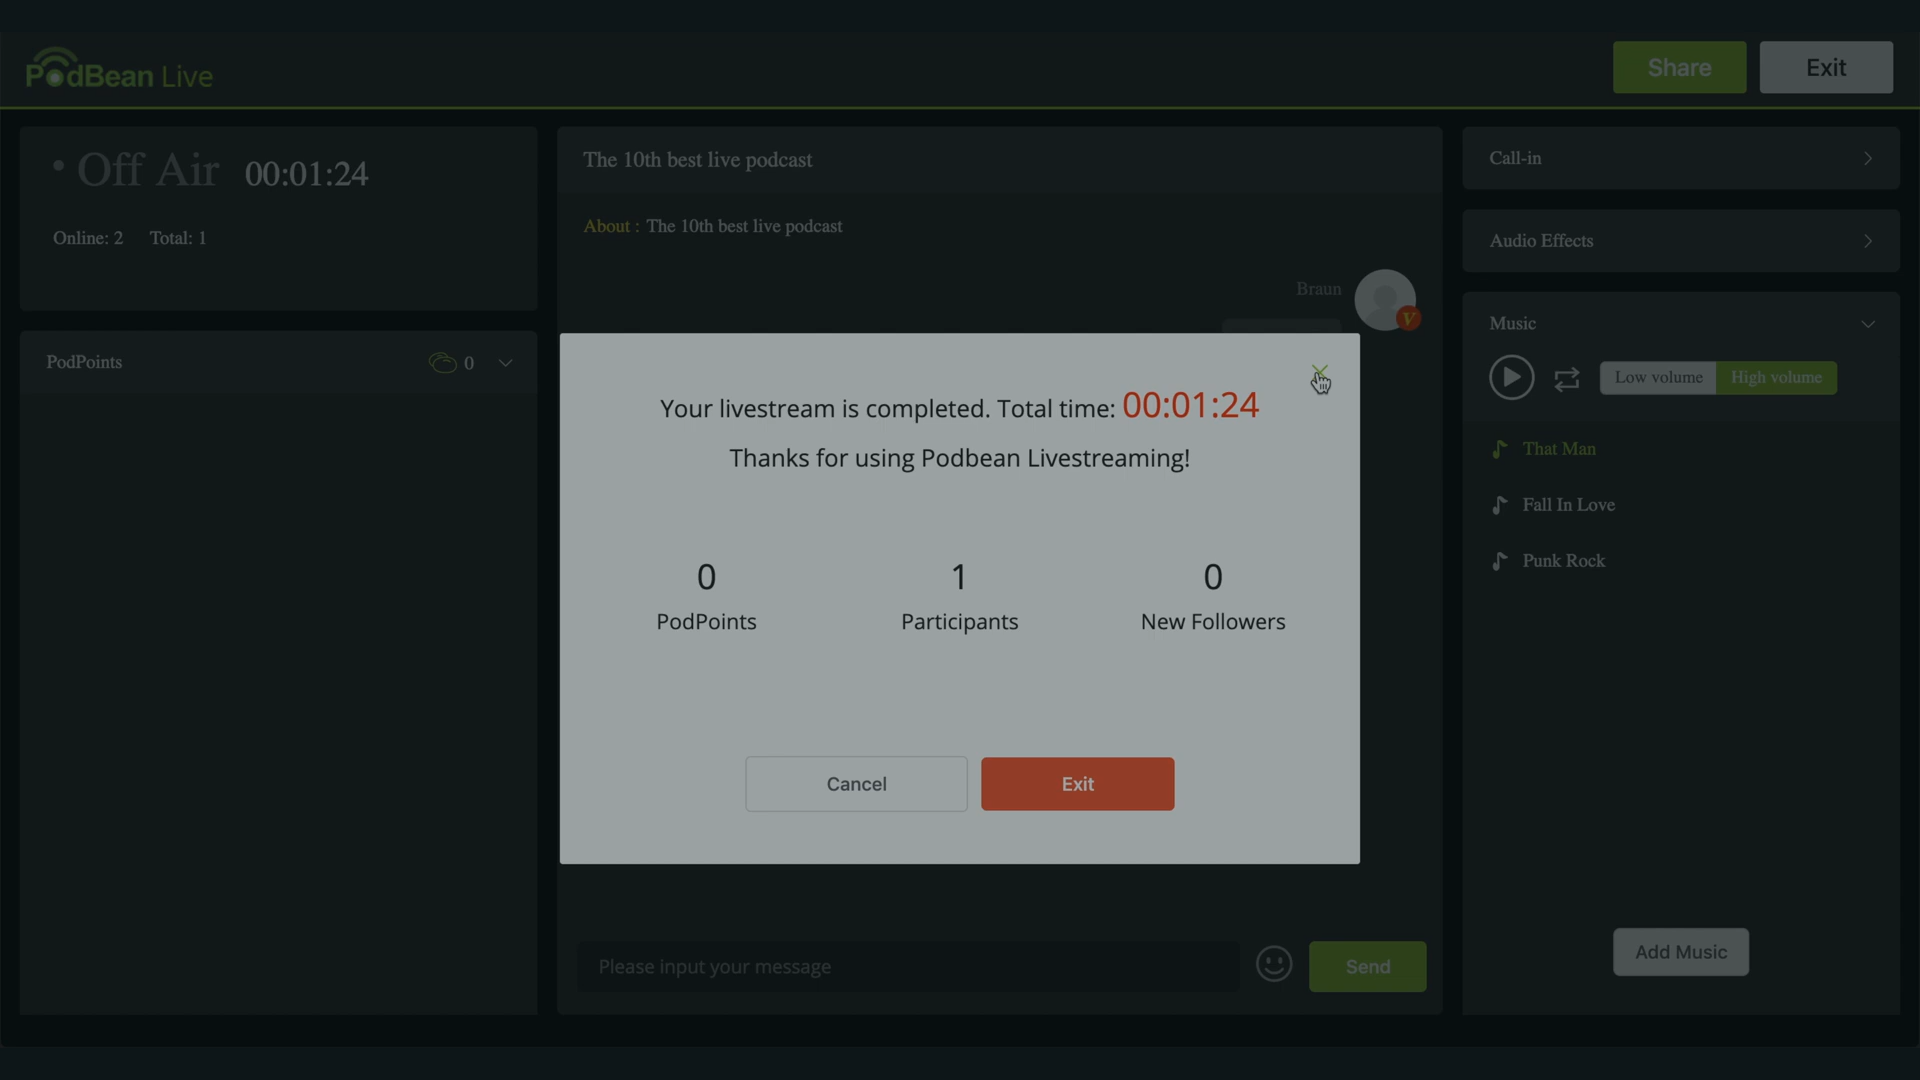 PodBean Live
Share
Exit
• Off Air 00:01:24
Online: 2 Total: 1
PodPoints 0
The 10th best live podcast
About : The 10th best live podcast
Braun
V
Your livestream is completed. Total time: 00:01:24
Thanks for using Podbean Livestreaming!
0
PodPoints
1
Participants
0
New Followers
Cancel
Exit
Please input your message
Send
Call-in
Audio Effects
Music
Low volume
High volume
That Man
Fall In Love
Punk Rock
Add Music